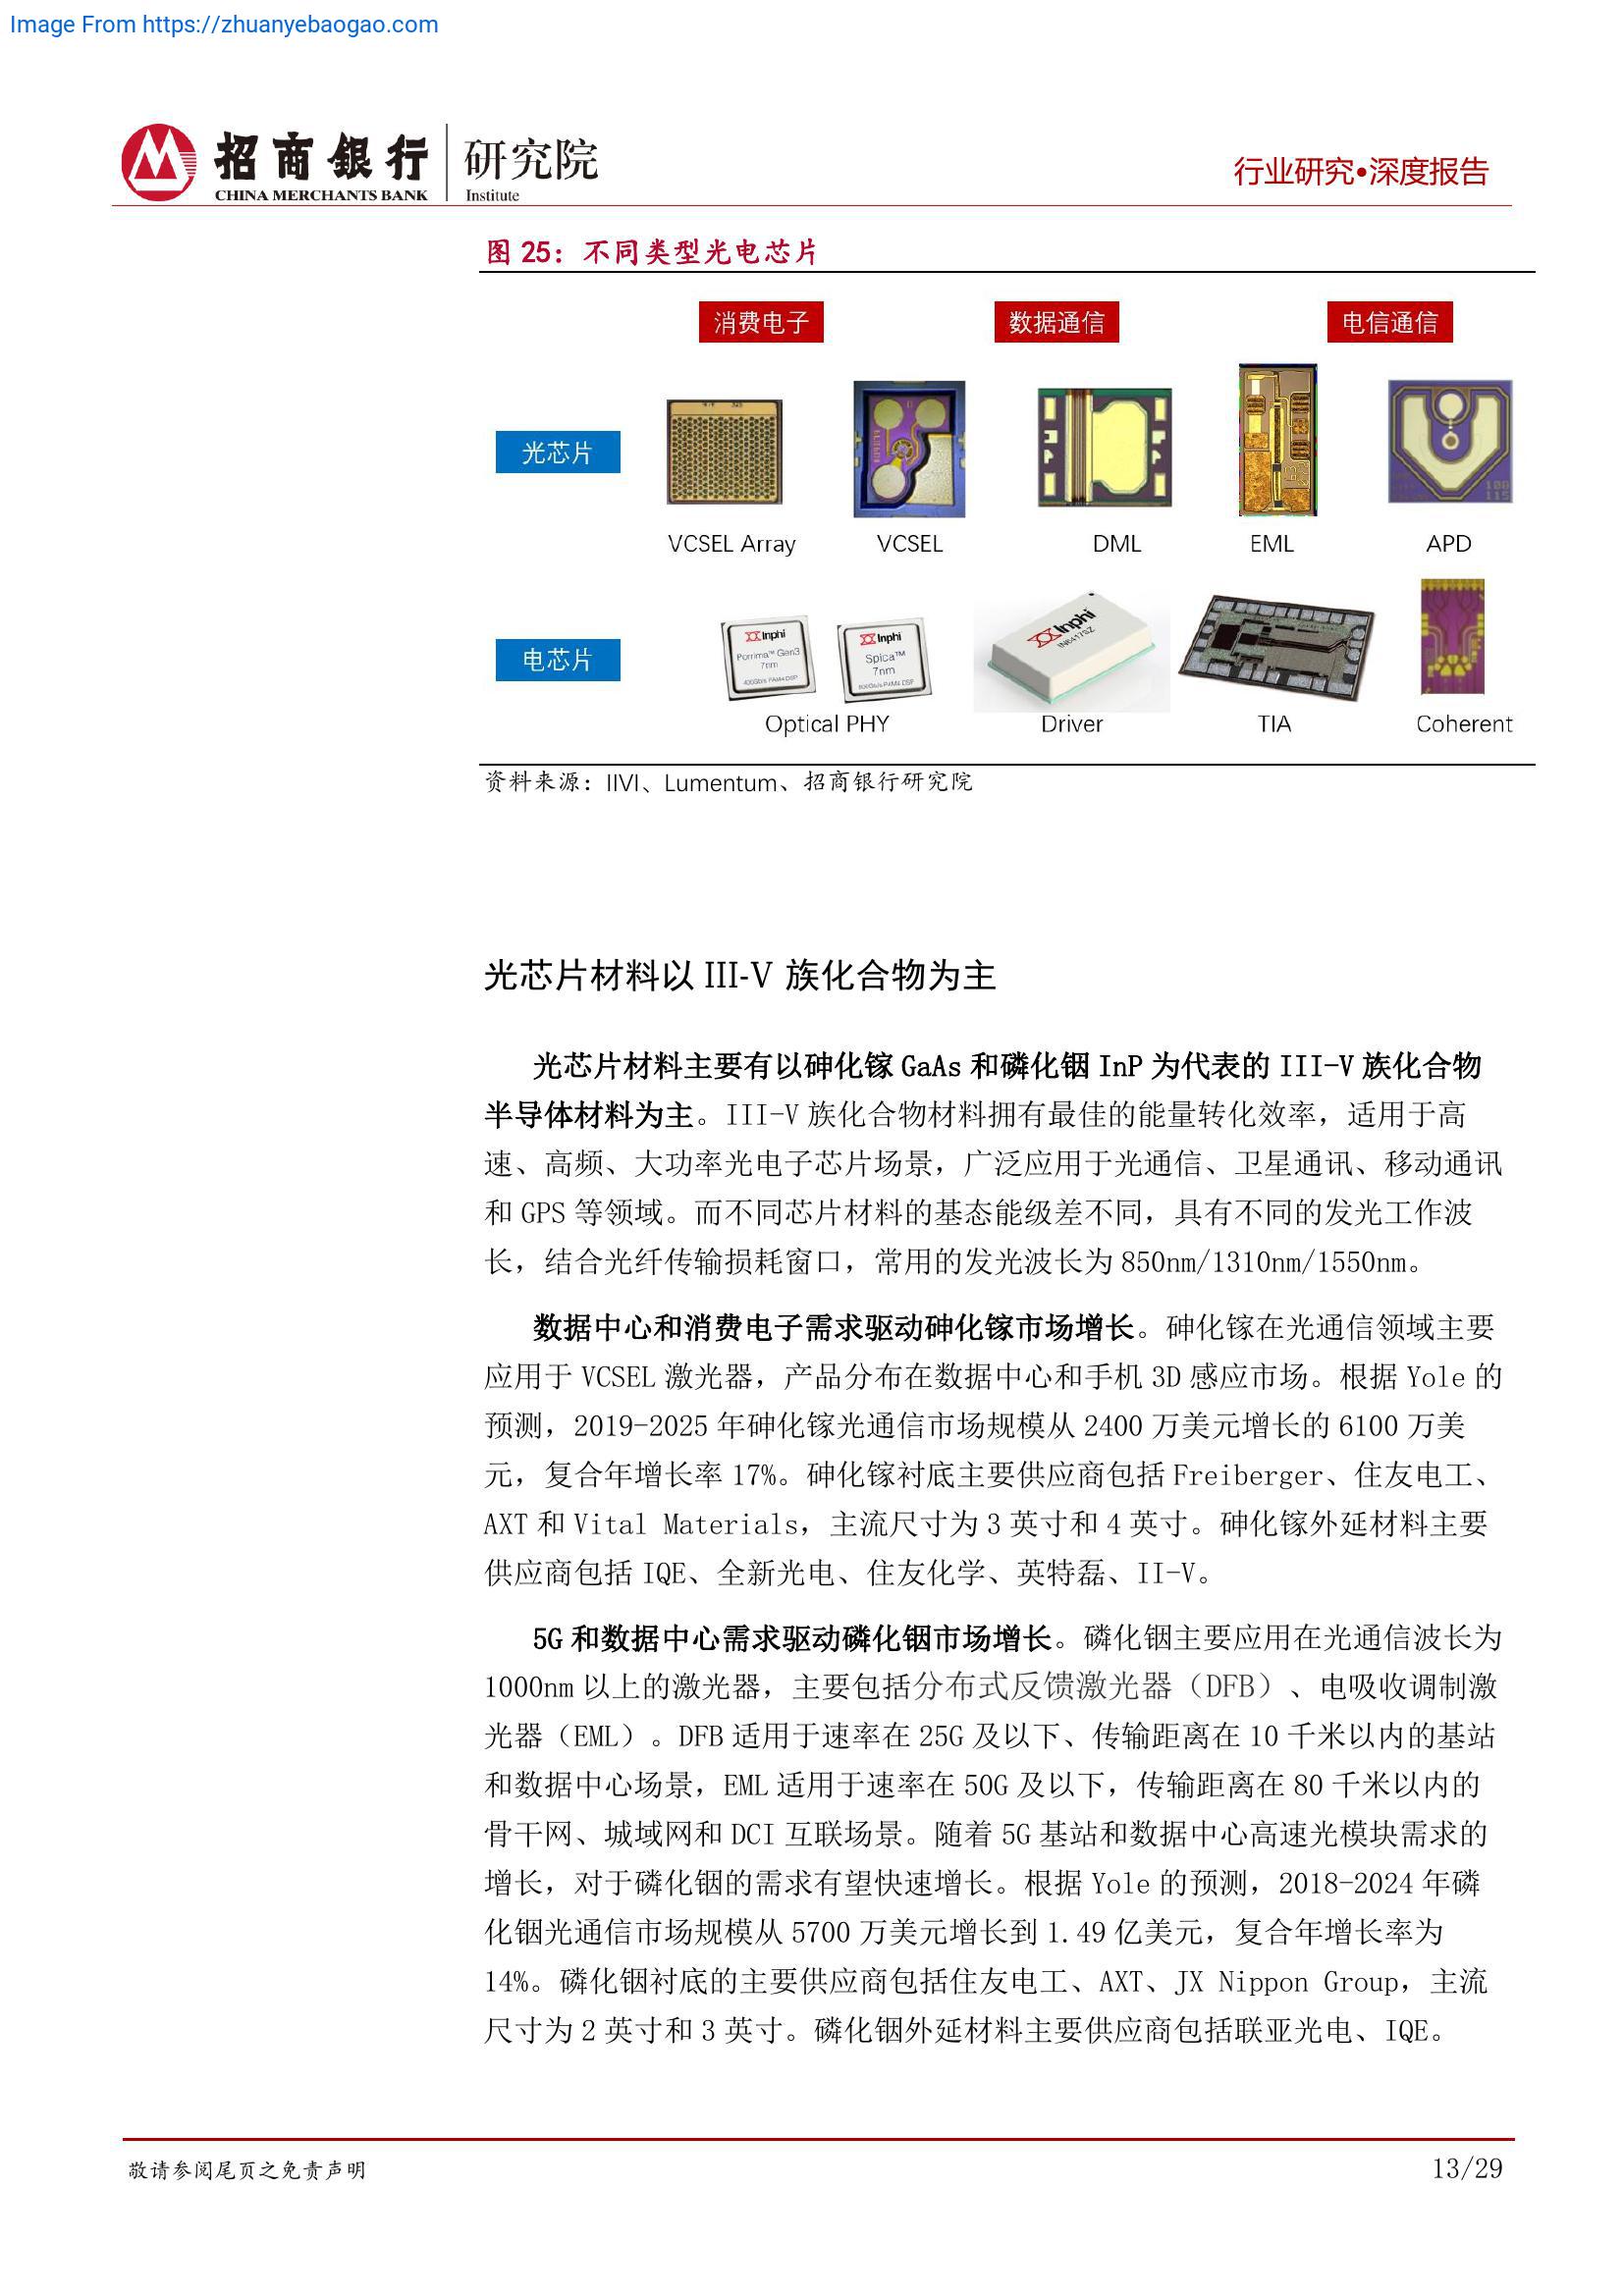 Image From https://zhuanyebaogao.com
招商銀行
CHINA MERCHANTS BANK
研究院
Institute
行业研究•深度报告
图 25：不同类型光电芯片
消费电子
数据通信
电信通信
光芯片
VCSEL Array
VCSEL
DML
EML
APD
电芯片
Inphi
Porrima™ Gen3
7nm
400Gb/s PAM4 DSP
Inphi
Spica™
7nm
800Gb/s PAM4 DSP
Inphi
IN6417SZ
Optical PHY
Driver
TIA
Coherent
资料来源：IIVI、Lumentum、招商银行研究院
光芯片材料以 III-V 族化合物为主
光芯片材料主要有以砷化镓 GaAs 和磷化铟 InP 为代表的 III-V 族化合物
半导体材料为主。III-V 族化合物材料拥有最佳的能量转化效率，适用于高
速、高频、大功率光电子芯片场景，广泛应用于光通信、卫星通讯、移动通讯
和 GPS 等领域。而不同芯片材料的基态能级差不同，具有不同的发光工作波
长，结合光纤传输损耗窗口，常用的发光波长为 850nm/1310nm/1550nm。
数据中心和消费电子需求驱动砷化镓市场增长。砷化镓在光通信领域主要
应用于 VCSEL 激光器，产品分布在数据中心和手机 3D 感应市场。根据 Yole 的
预测，2019-2025 年砷化镓光通信市场规模从 2400 万美元增长的 6100 万美
元，复合年增长率 17%。砷化镓衬底主要供应商包括 Freiberger、住友电工、
AXT 和 Vital Materials，主流尺寸为 3 英寸和 4 英寸。砷化镓外延材料主要
供应商包括 IQE、全新光电、住友化学、英特磊、II-V。
5G 和数据中心需求驱动磷化铟市场增长。磷化铟主要应用在光通信波长为
1000nm 以上的激光器，主要包括分布式反馈激光器（DFB）、电吸收调制激
光器（EML）。DFB 适用于速率在 25G 及以下、传输距离在 10 千米以内的基站
和数据中心场景，EML 适用于速率在 50G 及以下，传输距离在 80 千米以内的
骨干网、城域网和 DCI 互联场景。随着 5G 基站和数据中心高速光模块需求的
增长，对于磷化铟的需求有望快速增长。根据 Yole 的预测，2018-2024 年磷
化铟光通信市场规模从 5700 万美元增长到 1.49 亿美元，复合年增长率为
14%。磷化铟衬底的主要供应商包括住友电工、AXT、JX Nippon Group，主流
尺寸为 2 英寸和 3 英寸。磷化铟外延材料主要供应商包括联亚光电、IQE。
敬请参阅尾页之免责声明
13/29